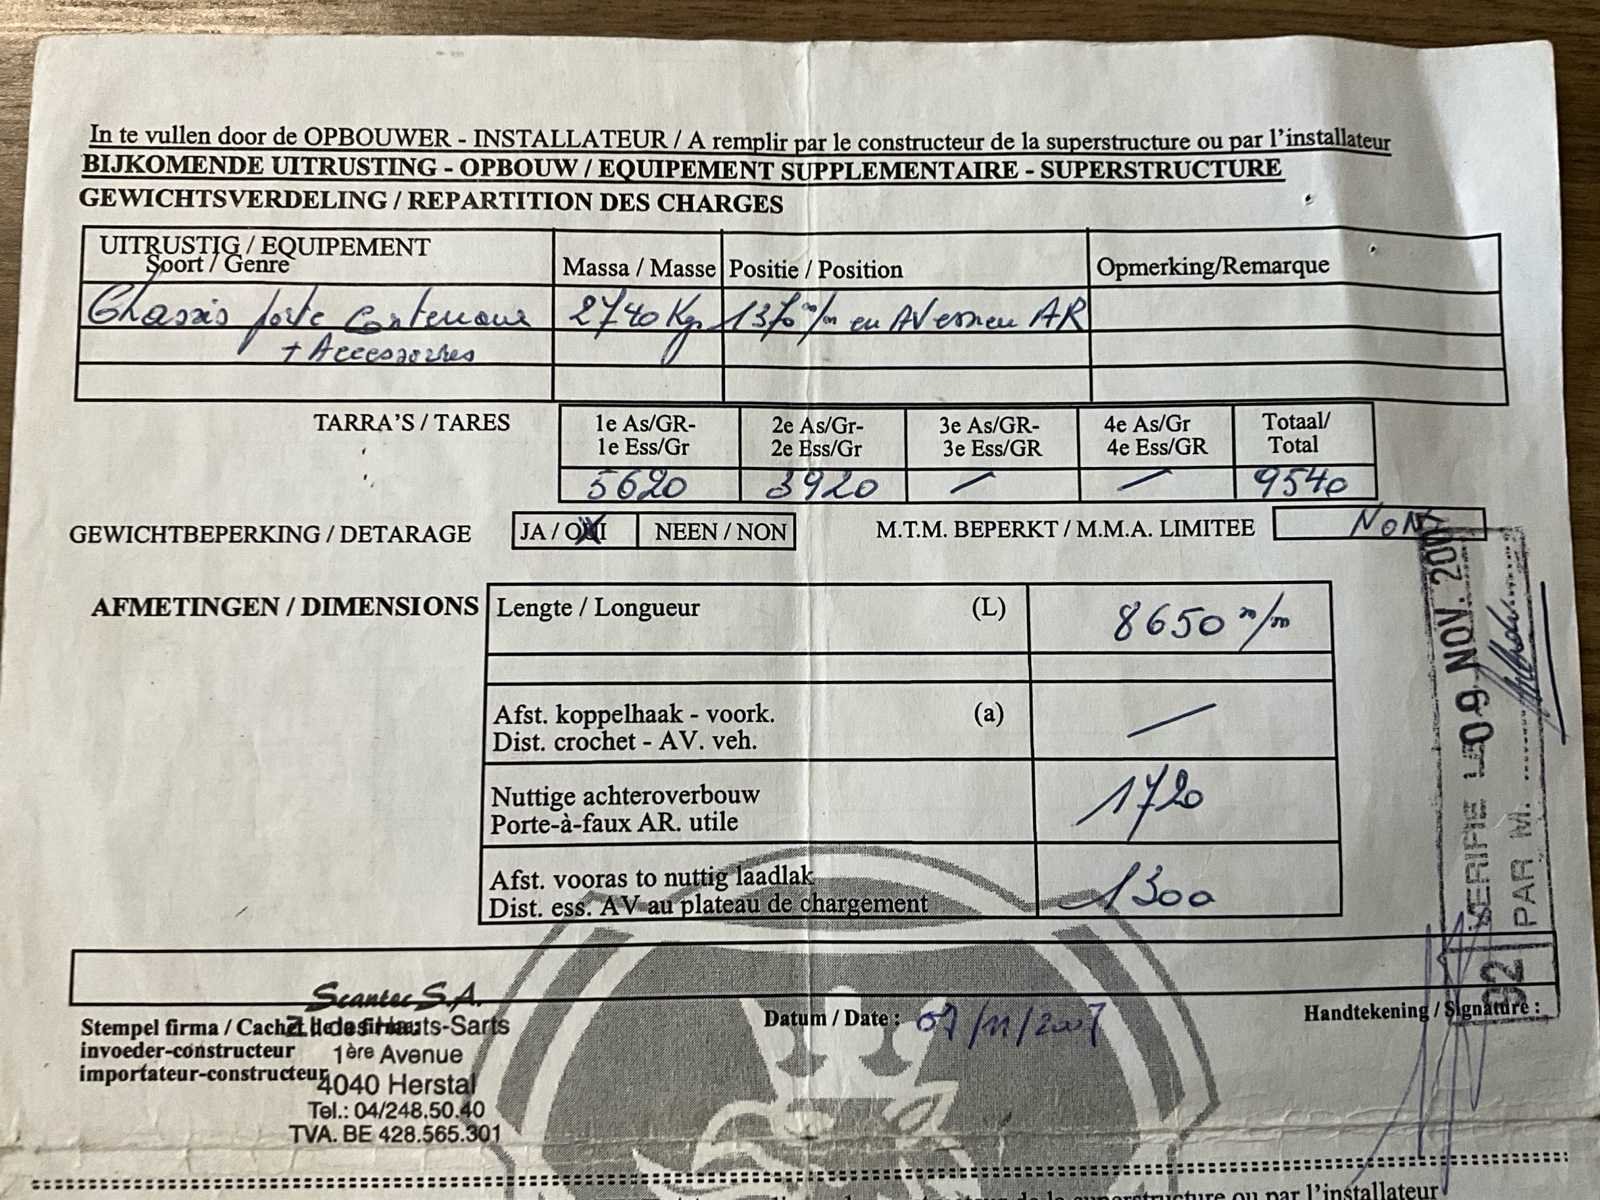 In te vullen door de OPBOUWER - INSTALLATEUR / A remplir par le constructeur de la superstructure ou par l'installateur
BIJKOMENDE UITRUSTING - OPBOUW / EQUIPEMENT SUPPLEMENTAIRE - SUPERSTRUCTURE
GEWICHTSVERDELING / REPARTITION DES CHARGES
UITRUSTIG / EQUIPEMENT
Soort / Genre
Massa / Masse
Positie / Position
Opmerking/Remarque
Chassis porte Conteneur
2740 Kg
1370 m/m en AV essieu AR
+ Accessoires
TARRA'S / TARES
1e As/GR-
1e Ess/Gr
2e As/Gr-
2e Ess/Gr
3e As/GR-
3e Ess/GR
4e As/Gr
4e Ess/GR
Totaal/
Total
5620
3920
—
—
9540
GEWICHTBEPERKING / DETARAGE
JA / OUI
NEEN / NON
M.T.M. BEPERKT / M.M.A. LIMITEE
NON
AFMETINGEN / DIMENSIONS
Lengte / Longueur (L)
8650 m/m
Afst. koppelhaak - voork. (a)
Dist. crochet - AV. veh.
—
Nuttige achteroverbouw
Porte-à-faux AR. utile
1720
Afst. vooras to nuttig laadlak
Dist. ess. AV au plateau de chargement
1300
VERIFIE LE 09 NOV. 2007
PAR M.
Scantec S.A.
Z.I. des Hauts-Sarts
1ère Avenue
4040 Herstal
Tel.: 04/248.50.40
TVA. BE 428.565.301
Stempel firma / Cachet de la firme:
invoeder-constructeur
importateur-constructeur
Datum / Date : 07/11/2007
Handtekening / Signature :
superstructure ou par l'installateur